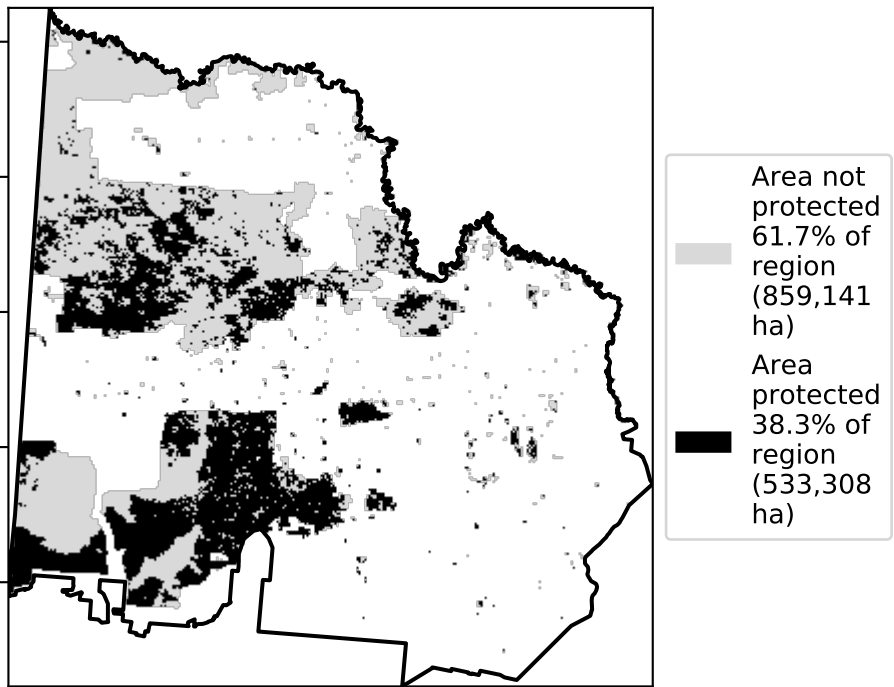 Area not
protected
61.7% of
region
(859,141
ha)
Area
protected
38.3% of
region
(533,308
ha)